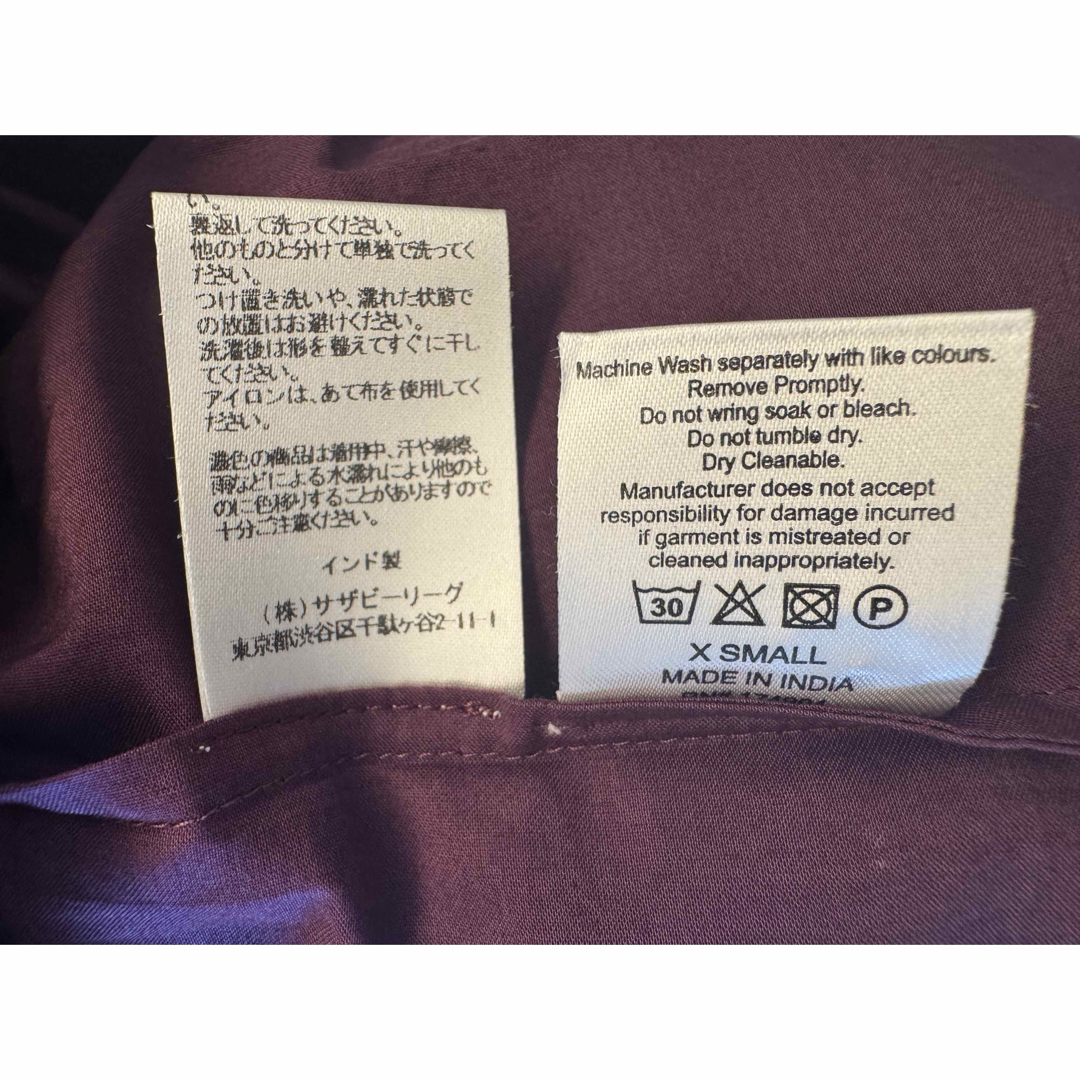 い。
裏返して洗ってください。
他のものと分けて単独で洗ってく
ださい。
つけ置き洗いや、濡れた状態で
の放置はお避けください。
洗濯後は形を整えてすぐに干し
てください。
アイロンは、あて布を使用してく
ださい。
濃色の商品は着用中、汗や摩擦、
雨などによる水濡れにより他のも
のに色移りすることがありますので
十分ご注意ください。
インド製
(株)サザビーリーグ
東京都渋谷区千駄ヶ谷2-11-1
Machine Wash separately with like colours.
Remove Promptly.
Do not wring soak or bleach.
Do not tumble dry.
Dry Cleanable.
Manufacturer does not accept
responsibility for damage incurred
if garment is mistreated or
cleaned inappropriately.
30 P
X SMALL
MADE IN INDIA